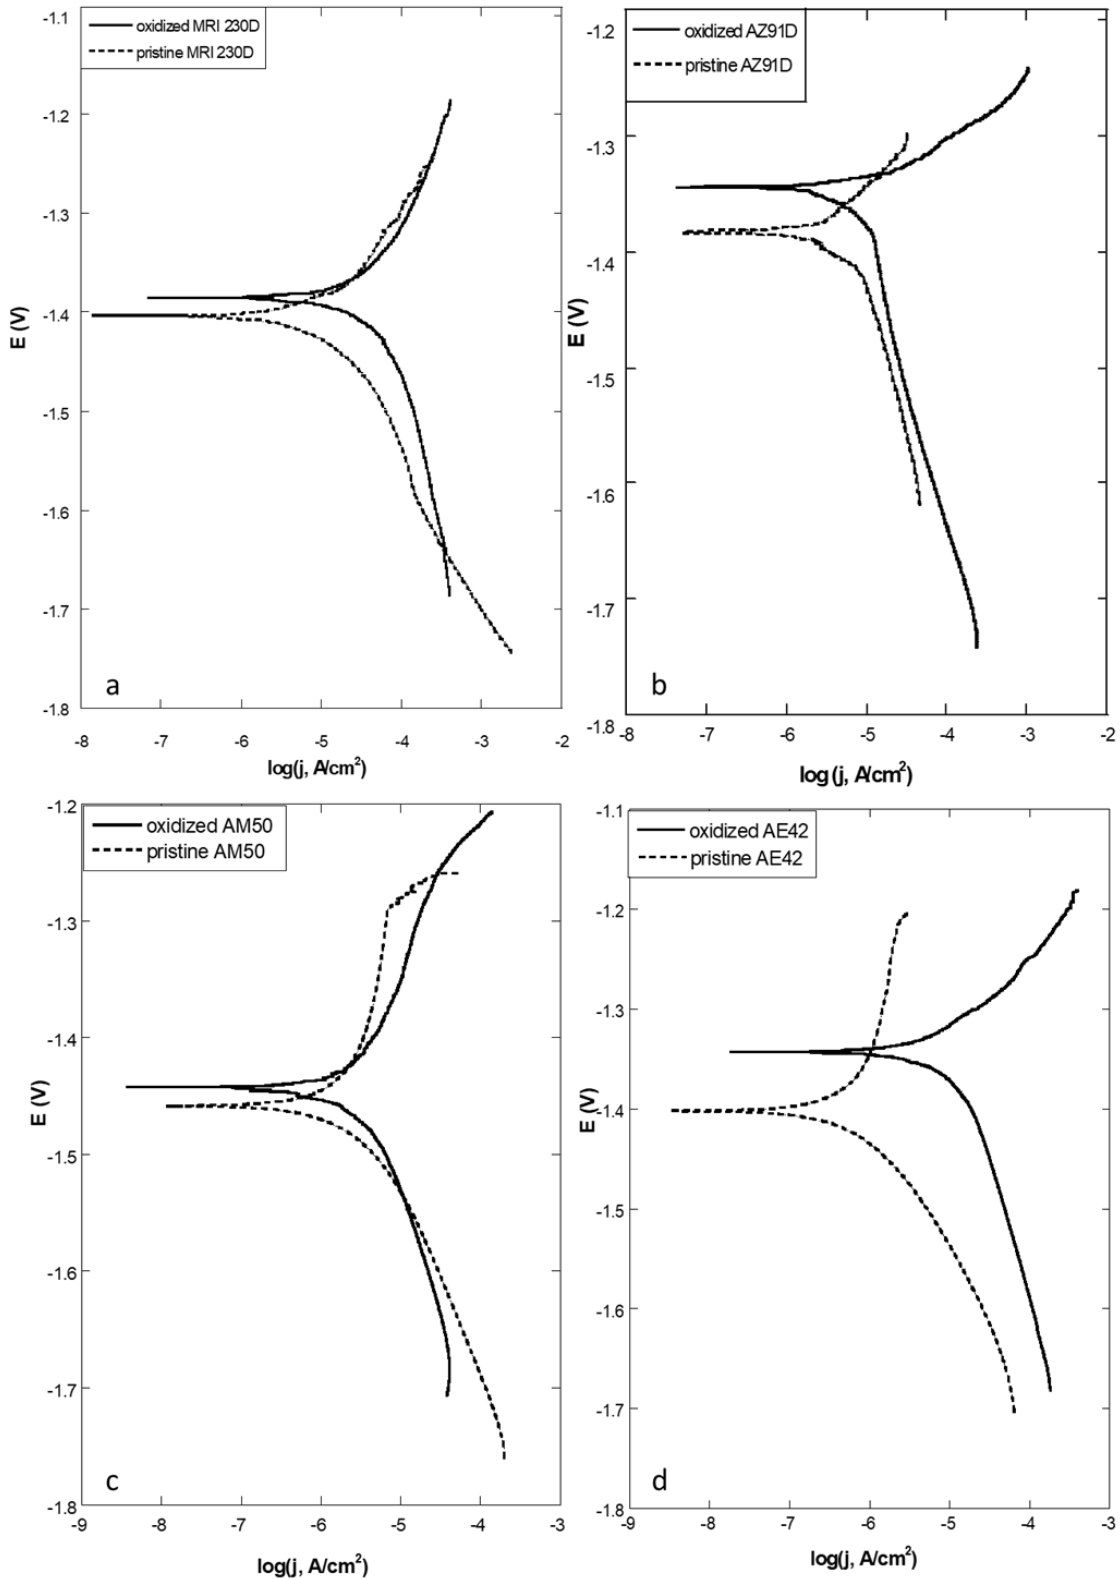 oxidized MRI 230D
pristine MRI 230D
-1.1
-1.2
-1.3
-1.4
-1.5
-1.6
-1.7
-1.8
E (V)
a
-8 -7 -6 -5 -4 -3 -2
log(j, A/cm²)
oxidized AZ91D
pristine AZ91D
-1.2
-1.3
-1.4
-1.5
-1.6
-1.7
-1.8
E (V)
b
-8 -7 -6 -5 -4 -3 -2
log (j, A/cm²)
oxidized AM50
pristine AM50
-1.2
-1.3
-1.4
-1.5
-1.6
-1.7
-1.8
E (V)
c
-9 -8 -7 -6 -5 -4 -3
log(j, A/cm²)
oxidized AE42
pristine AE42
-1.1
-1.2
-1.3
-1.4
-1.5
-1.6
-1.7
-1.8
E (V)
d
-9 -8 -7 -6 -5 -4 -3
log(j, A/cm²)